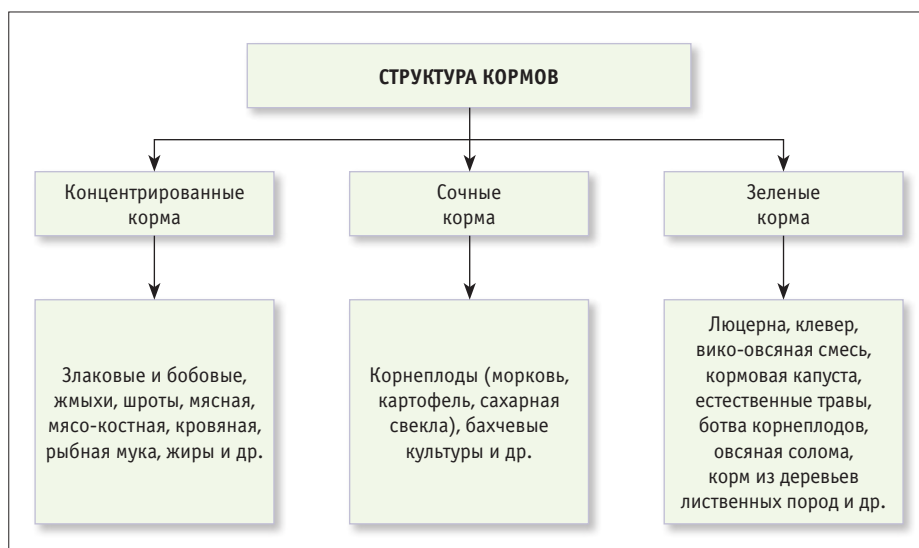 СТРУКТУРА КОРМОВ
Концентрированные
корма
Сочные
корма
Зеленые
корма
Злаковые и бобовые,
жмыхи, шроты, мясная,
мясо-костная, кровяная,
рыбная мука, жиры и др.
Корнеплоды (морковь,
картофель, сахарная
свекла), бахчевые
культуры и др.
Люцерна, клевер,
вико-овсяная смесь,
кормовая капуста,
естественные травы,
ботва корнеплодов,
овсяная солома,
корм из деревьев
лиственных пород и др.